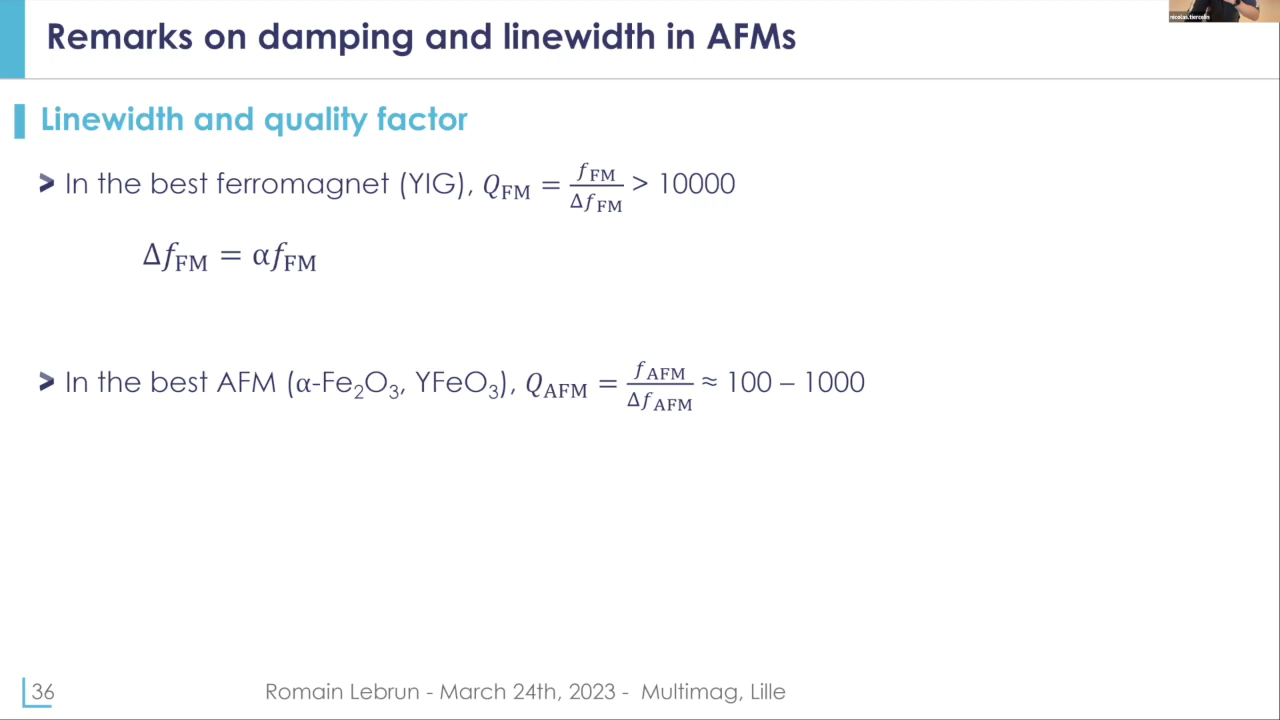 nicolas.tiercelin
Remarks on damping and linewidth in AFMs
Linewidth and quality factor
In the best ferromagnet (YIG), Q_FM = f_FM / Δf_FM > 10000
Δf_FM = αf_FM
In the best AFM (α-Fe₂O₃, YFeO₃), Q_AFM = f_AFM / Δf_AFM ≈ 100 – 1000
36
Romain Lebrun - March 24th, 2023 - Multimag, Lille